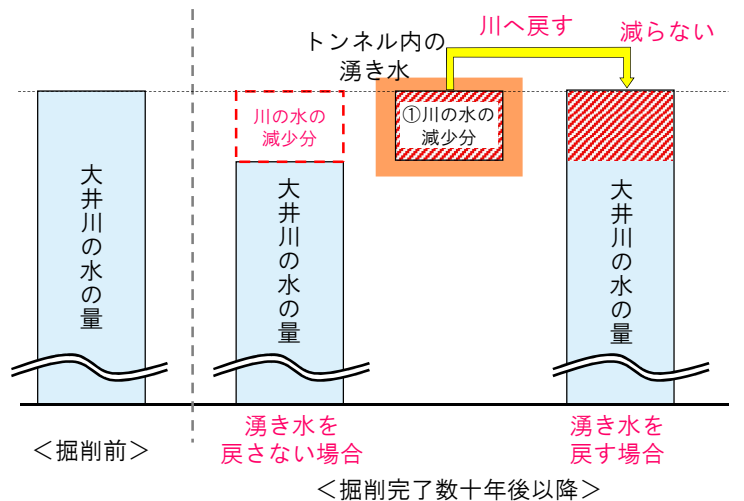 トンネル内の
湧き水
川へ戻す
減らない
川の水の
減少分
①川の水の
減少分
大井川の水の量
大井川の水の量
大井川の水の量
湧き水を
戻さない場合
湧き水を
戻す場合
＜掘削前＞
＜掘削完了数十年後以降＞